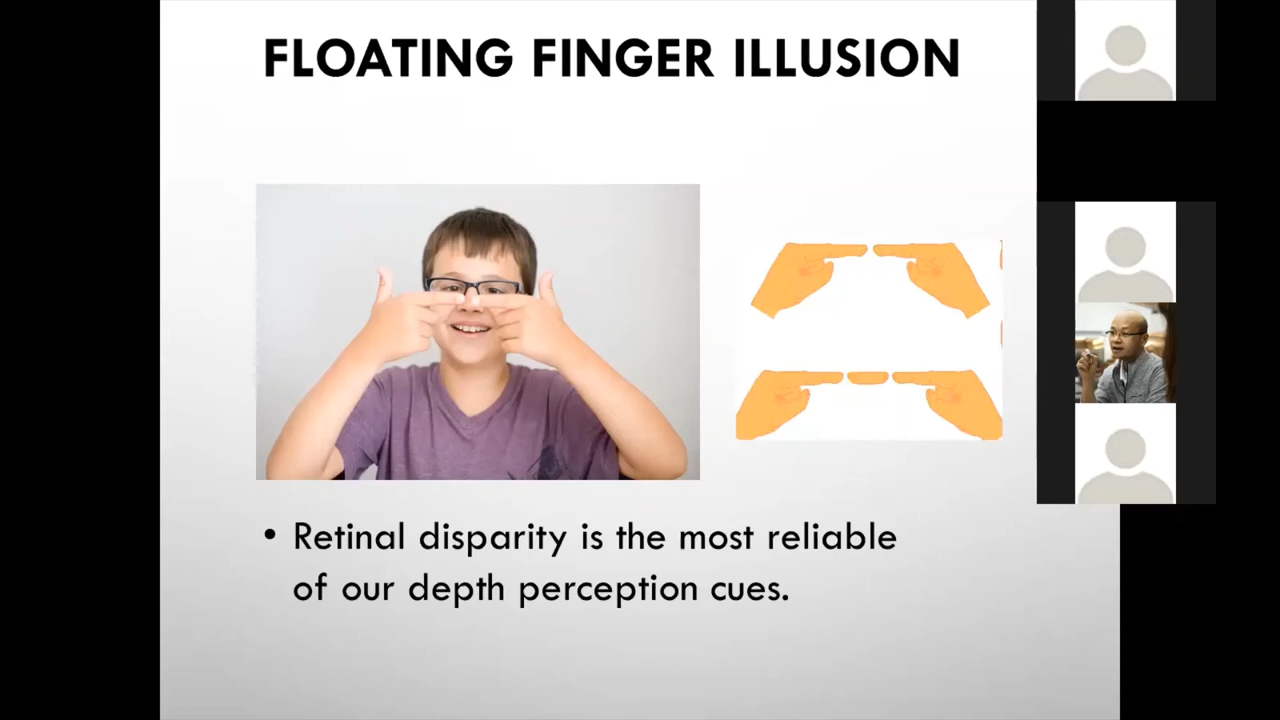 FLOATING FINGER ILLUSION
• Retinal disparity is the most reliable
of our depth perception cues.